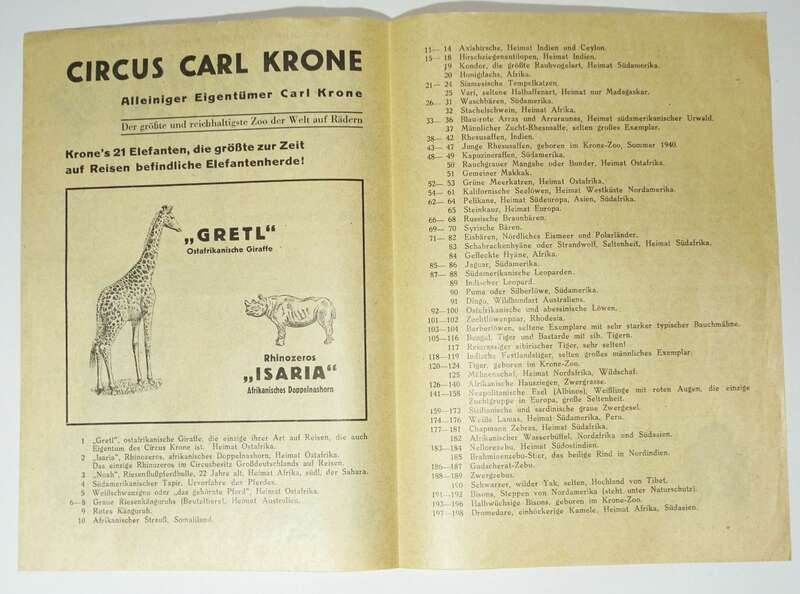 CIRCUS CARL KRONE
Alleiniger Eigentümer Carl Krone
Der größte und reichhaltigste Zoo der Welt auf Rädern
Krone's 21 Elefanten, die größte zur Zeit
auf Reisen befindliche Elefantenherde!
„GRETL"
Ostafrikanische Giraffe
Rhinozeros
„ISARIA"
Afrikanisches Doppelnashorn
1 „Gretl", ostafrikanische Giraffe, die einzige ihrer Art auf Reisen, die auch
Eigentum des Circus Krone ist. Heimat Ostafrika.
2 „Isaria", Rhinozeros, afrikanisches Doppelnashorn, Heimat Ostafrika.
Das einzige Rhinozeros im Circusbesitz Großdeutschlands auf Reisen.
3 „Nosh", Riesenflußpferdbulle, 22 Jahre alt, Heimat Afrika, südl. der Sahara.
4 Südamerikanischer Tapir, Urvorfahre des Pferdes.
5 Weißschwanzgnu oder „das gehörnte Pferd", Heimat Ostafrika.
6—8 Graue Riesenkänguruhs (Beuteltiere), Heimat Australien.
9 Rotes Känguruh.
10 Afrikanischer Strauß, Somaliland.
11— 14 Axishirsche, Heimat Indien und Ceylon.
15— 18 Hirschziegenantilopen, Heimat Indien.
19 Kondor, die größte Raubvogelart, Heimat Südamerika.
20 Honigdachs, Afrika.
21— 24 Siamesische Tempelkatzen.
25 Vari, seltene Halbaffenart, Heimat nur Madagaskar.
26— 31 Waschbären, Südamerika.
32 Stachelschwein, Heimat Afrika.
33— 36 Blau-rote Arras und Arraraunes, Heimat südamerikanischer Urwald.
37 Männlicher Zucht-Rhesusaffe, selten großes Exemplar.
38— 42 Rhesusaffen, Indien.
43— 47 Junge Rhesusaffen, geboren im Krone-Zoo, Sommer 1940.
48— 49 Kapuzineraffen, Südamerika.
50 Rauchgrauer Mangabe oder Bunder, Heimat Ostafrika.
51 Gemeiner Makkak.
52— 53 Grüne Meerkatzen, Heimat Ostafrika.
54— 61 Kalifornische Seelöwen, Heimat Westküste Nordamerika.
62— 64 Pelikane, Heimat Südeuropa, Asien, Südafrika.
65 Steinkauz, Heimat Europa.
66— 68 Russische Braunbären.
69— 70 Syrische Bären.
71— 82 Eisbären, Nördliches Eismeer und Polarländer.
83 Schabrackenhyäne oder Strandwolf, Seltenheit, Heimat Südafrika.
84 Gefleckte Hyäne, Afrika.
85— 86 Jaguar, Südamerika.
87— 88 Südamerikanische Leoparden.
89 Indischer Leopard.
90 Puma oder Silberlöwe, Südamerika.
91 Dingo, Wildhundart Australiens.
92—100 Ostafrikanische und abessinische Löwen.
101—102 Zuchtlöwenpaar, Rhodesia.
103—104 Berberlöwen, seltene Exemplare mit sehr starker typischer Bauchmähne.
105—116 Bengal. Tiger und Bastarde mit sib. Tigern.
117 Reinrassiger sibirischer Tiger, sehr selten!
118—119 Indische Festlandstiger, selten großes männliches Exemplar.
120—124 Tiger, geboren im Krone-Zoo.
125 Mähnenschaf, Heimat Nordafrika, Wildschaf.
126—140 Afrikanische Hausziegen, Zwergrasse.
141—158 Neapolitanische Esel (Albinos), Weißlinge mit roten Augen, die einzige
Zuchtgruppe in Europa, große Seltenheit.
159—173 Sizilianische und sardinische graue Zwergesel.
174—176 Weiße Lamas, Heimat Südamerika, Peru.
177—181 Chapmann Zebras, Heimat Südafrika.
182 Afrikanischer Wasserbüffel, Nordafrika und Südasien.
183—184 Nellorezebu, Heimat Südostindien.
185 Brahminenzebu-Stier, das heilige Rind in Nordindien.
186—187 Gudscherat-Zebu.
188—189 Zwergzebus.
190 Schwarzer, wilder Yak, selten, Hochland von Tibet.
191—192 Bisons, Steppen von Nordamerika (steht unter Naturschutz).
193—196 Halbwüchsige Bisons, geboren im Krone-Zoo.
197—198 Dromedare, einhöckerige Kamele, Heimat Afrika, Südasien.